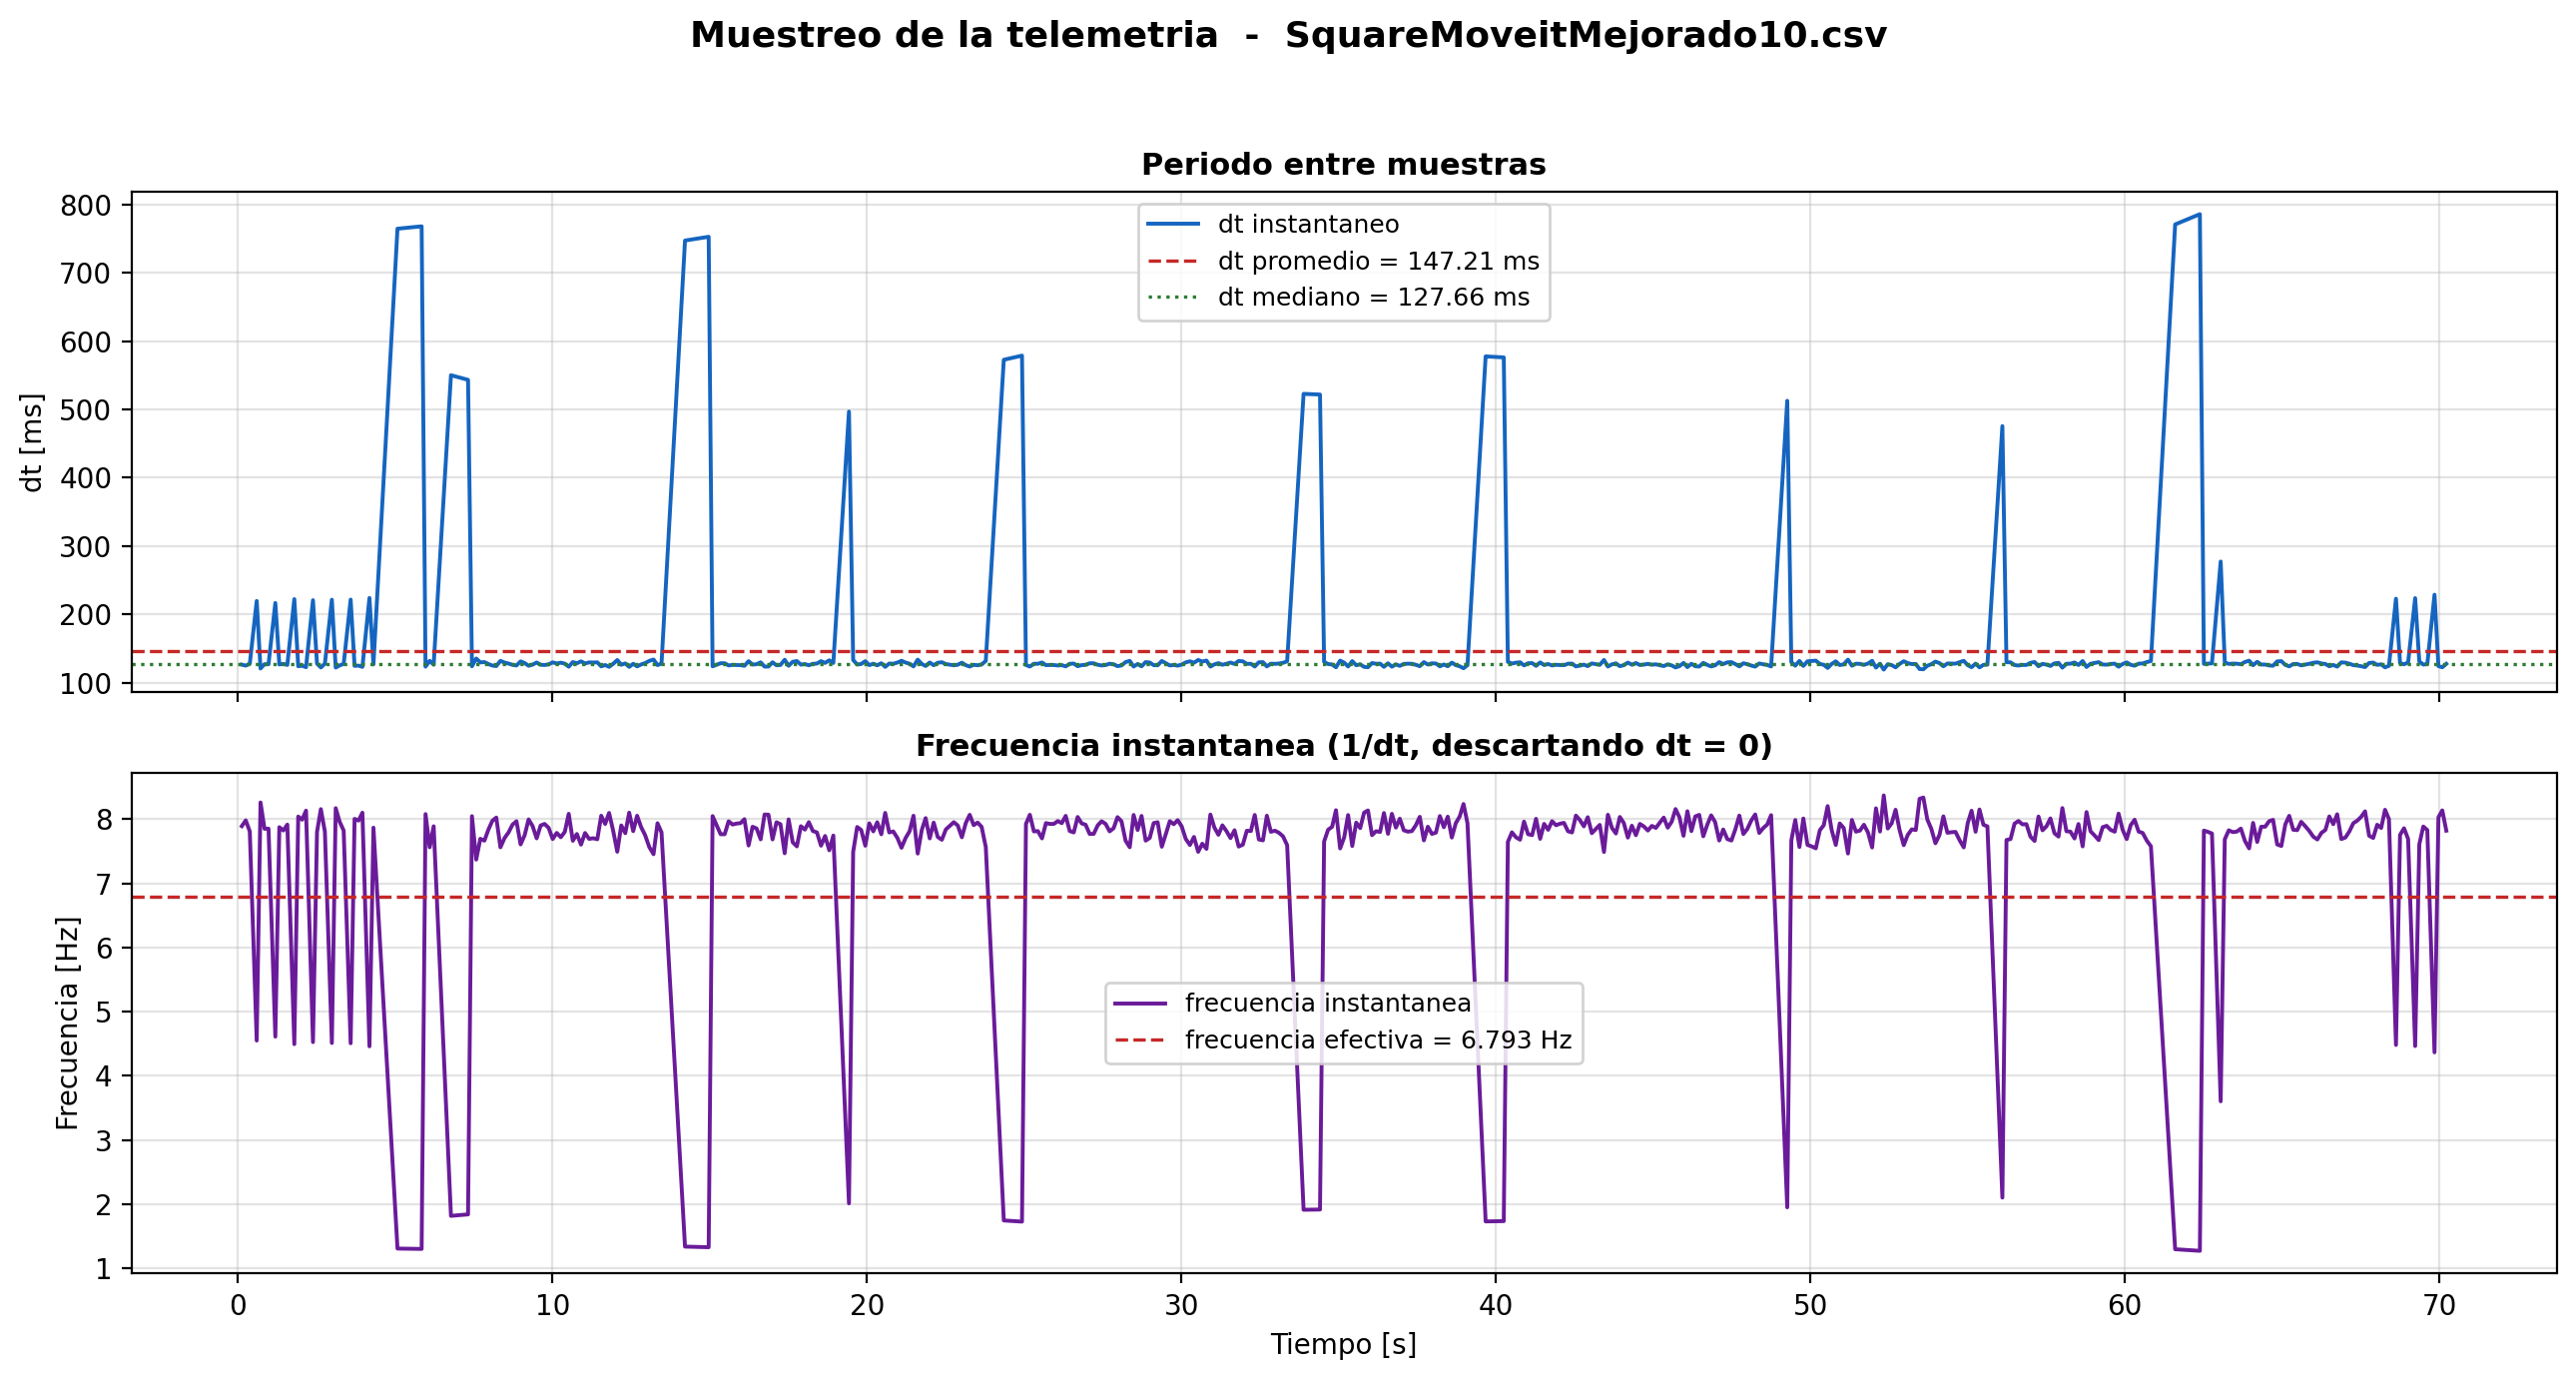 Muestreo de la telemetria  -  SquareMoveitMejorado10.csv
Periodo entre muestras
800
700
600
500
400
300
200
100
dt [ms]
dt instantaneo
dt promedio = 147.21 ms
dt mediano = 127.66 ms
Frecuencia instantanea (1/dt, descartando dt = 0)
8
7
6
5
4
3
2
1
Frecuencia [Hz]
frecuencia instantanea
frecuencia efectiva = 6.793 Hz
0 10 20 30 40 50 60 70
Tiempo [s]